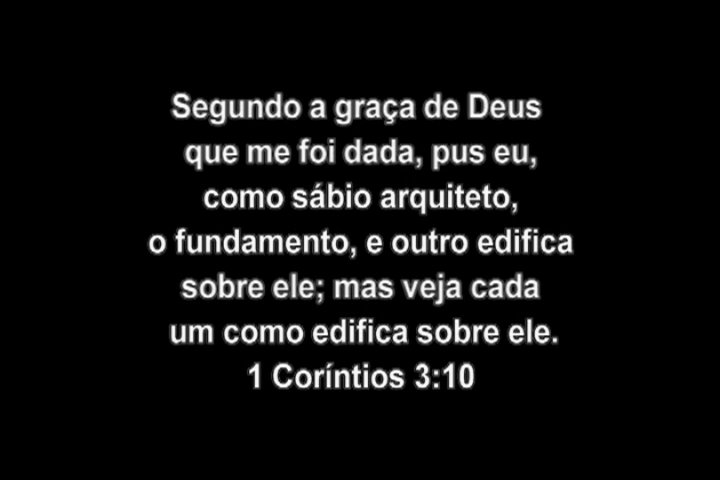 Segundo a graça de Deus
que me foi dada, pus eu,
como sábio arquiteto,
o fundamento, e outro edifica
sobre ele; mas veja cada
um como edifica sobre ele.
1 Coríntios 3:10